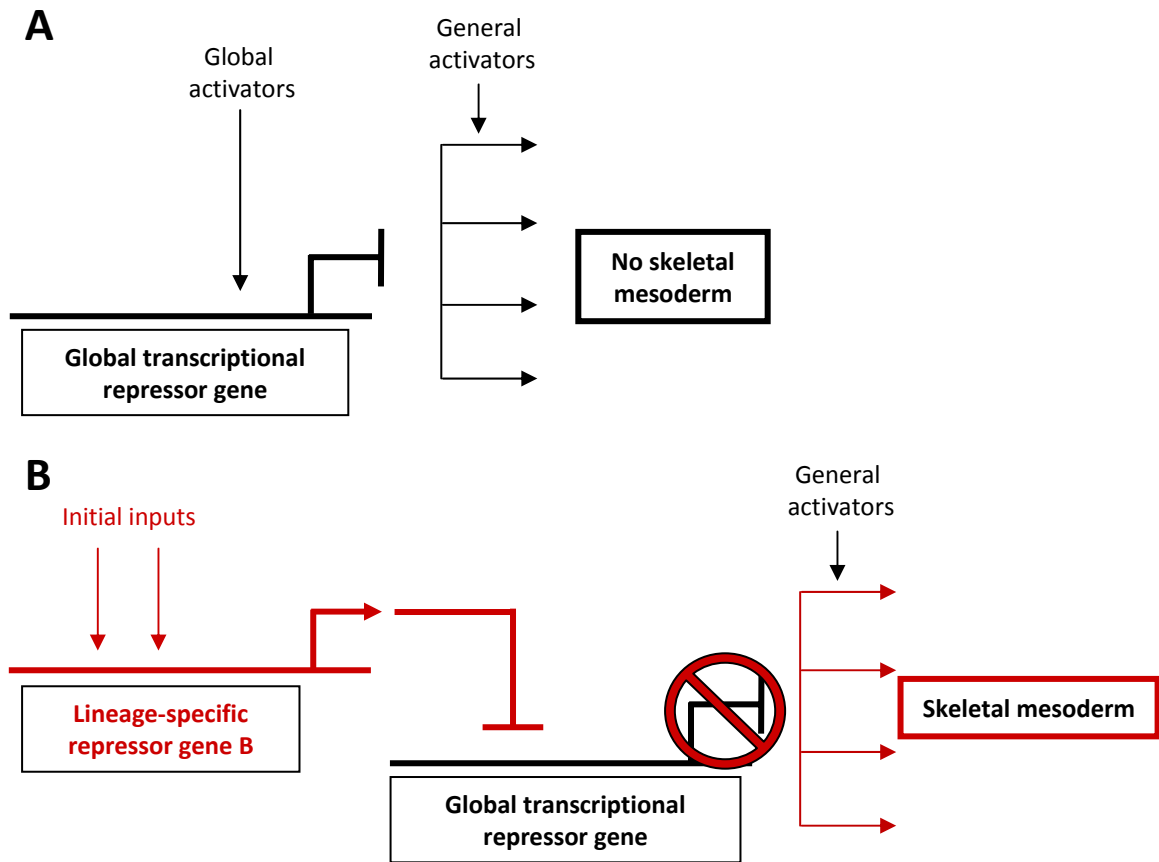 A
Global
activators
General
activators
No skeletal
mesoderm
Global transcriptional
repressor gene
B
Initial inputs
General
activators
Lineage-specific
repressor gene B
Skeletal mesoderm
Global transcriptional
repressor gene